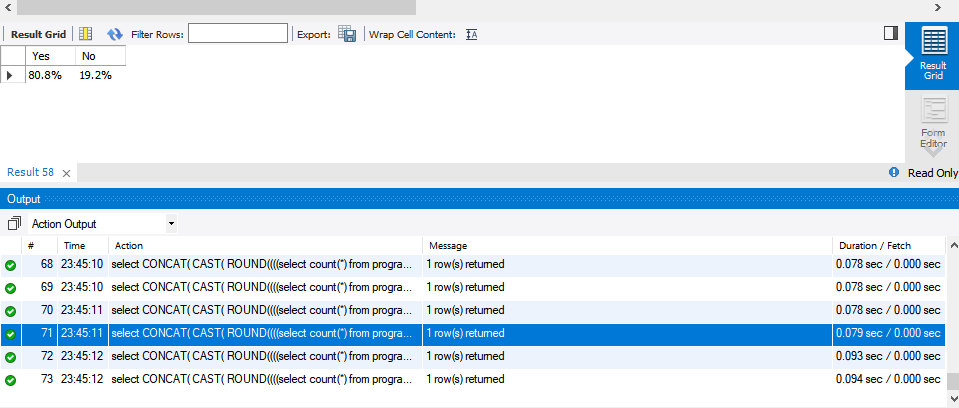 Result Grid Filter Rows: Export: Wrap Cell Content: IA
Yes No
80.8% 19.2%
Result Grid
Form Editor
Result 58 Read Only
Output
Action Output
# Time Action Message Duration / Fetch
68 23:45:10 select CONCAT( CAST( ROUND((((select count(*) from progra... 1 row(s) returned 0.078 sec / 0.000 sec
69 23:45:10 select CONCAT( CAST( ROUND((((select count(*) from progra... 1 row(s) returned 0.078 sec / 0.000 sec
70 23:45:11 select CONCAT( CAST( ROUND((((select count(*) from progra... 1 row(s) returned 0.078 sec / 0.000 sec
71 23:45:11 select CONCAT( CAST( ROUND((((select count(*) from progra... 1 row(s) returned 0.079 sec / 0.000 sec
72 23:45:12 select CONCAT( CAST( ROUND((((select count(*) from progra... 1 row(s) returned 0.093 sec / 0.000 sec
73 23:45:12 select CONCAT( CAST( ROUND((((select count(*) from progra... 1 row(s) returned 0.094 sec / 0.000 sec